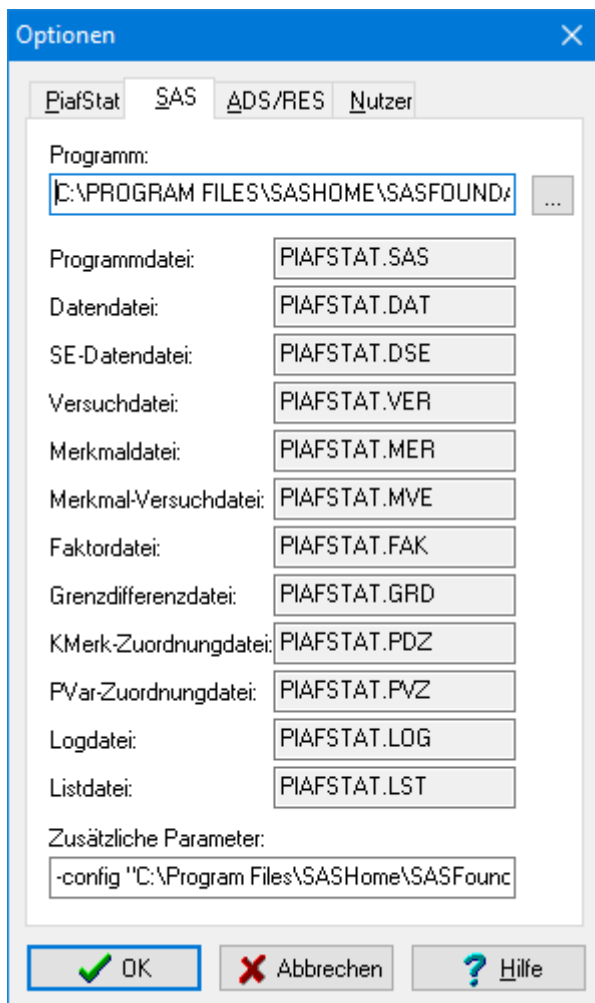 Optionen
PiafStat SAS ADS/RES Nutzer
Programm:
C:\PROGRAM FILES\SASHOME\SASFOUNDA
...
Programmdatei: PIAFSTAT.SAS
Datendatei: PIAFSTAT.DAT
SE-Datendatei: PIAFSTAT.DSE
Versuchdatei: PIAFSTAT.VER
Merkmaldatei: PIAFSTAT.MER
Merkmal-Versuchdatei: PIAFSTAT.MVE
Faktordatei: PIAFSTAT.FAK
Grenzdifferenzdatei: PIAFSTAT.GRD
KMerk-Zuordnungdatei: PIAFSTAT.PDZ
PVar-Zuordnungdatei: PIAFSTAT.PVZ
Logdatei: PIAFSTAT.LOG
Listdatei: PIAFSTAT.LST
Zusätzliche Parameter:
-config "C:\Program Files\SASHome\SASFound
OK Abbrechen Hilfe